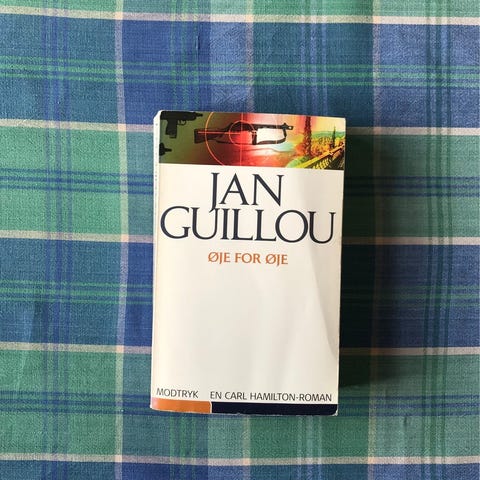 JAN
GUILLOU
ØJE FOR ØJE
MODTRYK EN CARL HAMILTON-ROMAN